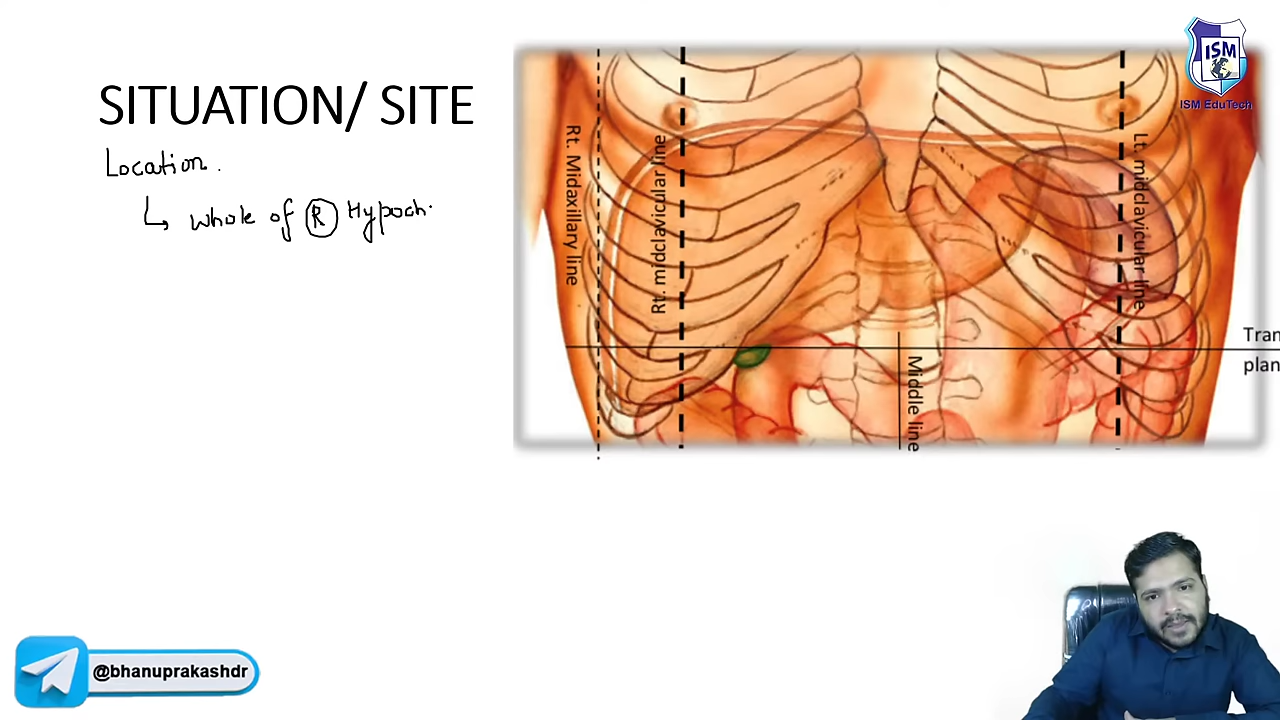 SITUATION/ SITE
Location.
↳ whole of Ⓡ Hypoch.
Rt. Midaxillary line
Rt. midclavicular line
Lt. midclavicular line
Middle line
Tran
plan
ISM
ISM EduTech
@bhanuprakashdr